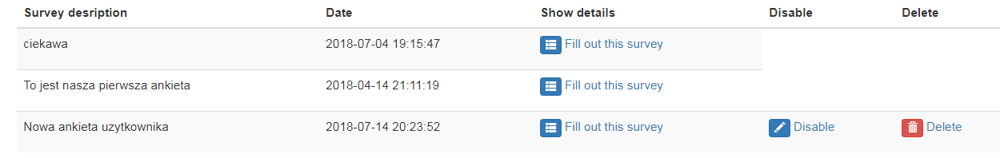 Survey desription Date Show details Disable Delete
ciekawa 2018-07-04 19:15:47 Fill out this survey
To jest nasza pierwsza ankieta 2018-04-14 21:11:19 Fill out this survey
Nowa ankieta uzytkownika 2018-07-14 20:23:52 Fill out this survey Disable Delete